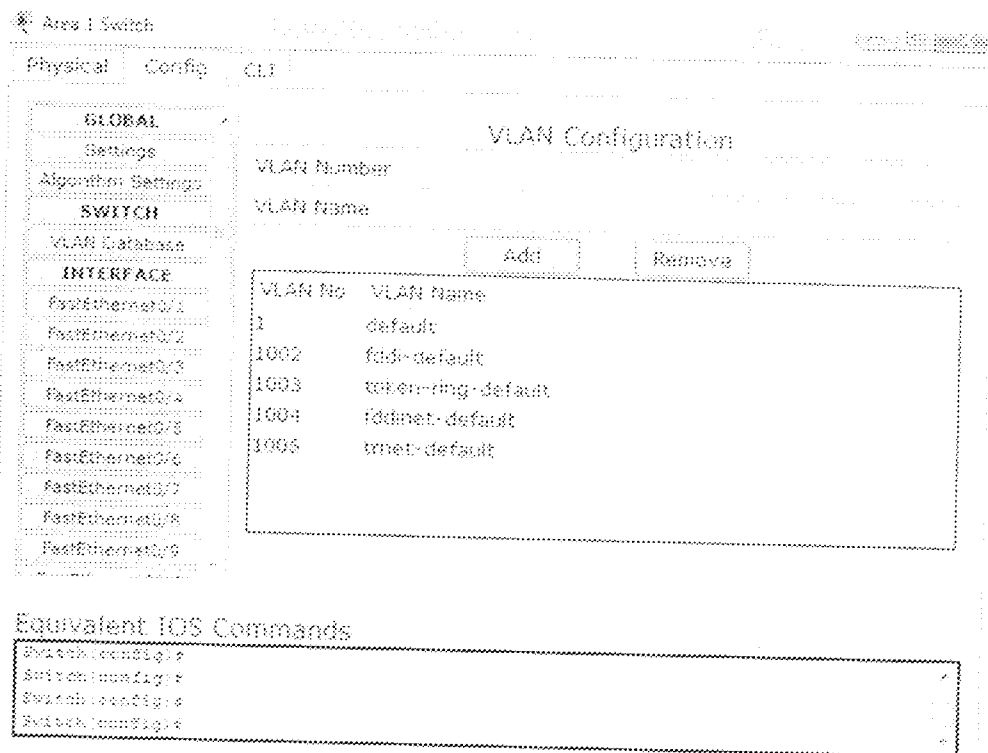 Area 1 Switch
Physical Config CLI
GLOBAL
Settings
Algorithm Settings
SWITCH
VLAN Database
INTERFACE
FastEthernet0/1
FastEthernet0/2
FastEthernet0/3
FastEthernet0/4
FastEthernet0/5
FastEthernet0/6
FastEthernet0/7
FastEthernet0/8
FastEthernet0/9
VLAN Configuration
VLAN Number
VLAN Name
Add Remove
VLAN No VLAN Name
1 default
1002 fddi-default
1003 token-ring-default
1004 fddinet-default
1005 trnet-default
Equivalent IOS Commands
Switch(config)#
Switch(config)#
Switch(config)#
Switch(config)#